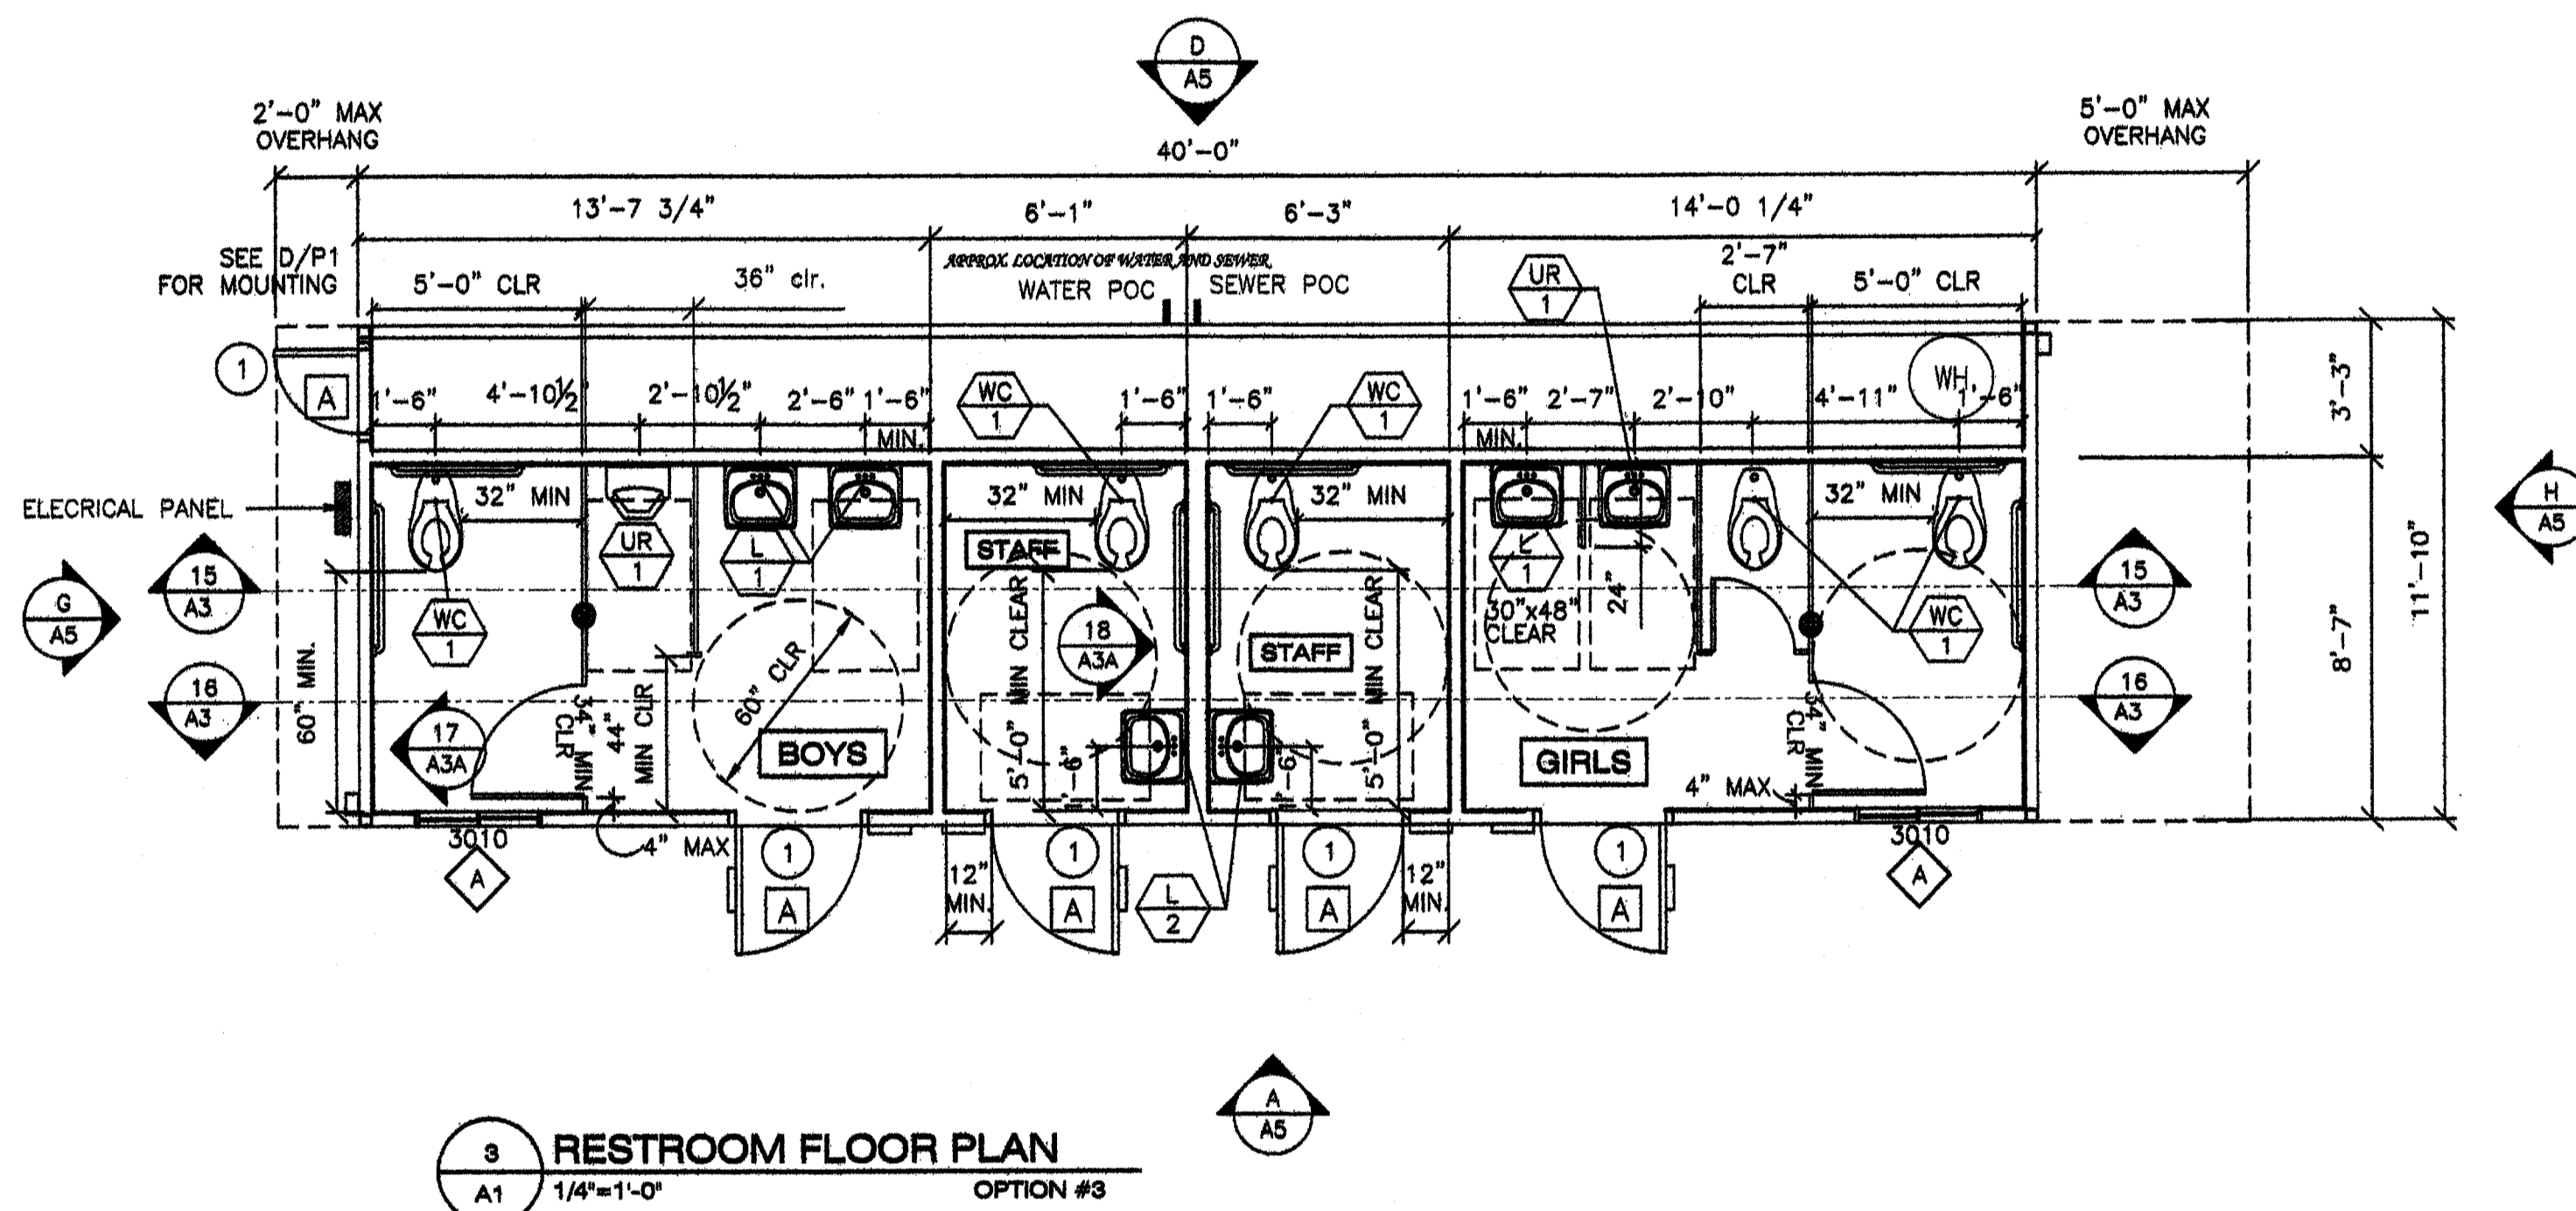 D
A5
2'-0" MAX
OVERHANG
40'-0"
5'-0" MAX
OVERHANG
13'-7 3/4"
6'-1"
6'-3"
14'-0 1/4"
SEE D/P1
FOR MOUNTING
5'-0" CLR
36" clr.
APPROX. LOCATION OF WATER AND SEWER
WATER POC
SEWER POC
UR
1
2'-7"
CLR
5'-0" CLR
1
A
1'-6"
4'-10½"
2'-10½"
2'-6"
1'-6"
MIN.
WC
1
1'-6"
1'-6"
WC
1
1'-6"
MIN.
2'-7"
2'-10"
4'-11"
WH
1'-6"
3'-3"
ELECRICAL PANEL
32" MIN
32" MIN
32" MIN
32" MIN
H
A5
UR
1
L
1
STAFF
L
1
15
A3
G
A5
WC
1
18
A3A
30"x48"
CLEAR
24"
WC
1
15
A3
11'-10"
16
A3
60" MIN.
17
A3A
34" MIN
CLR
44"
MIN CLR
60" CLR
BOYS
5'-0" MIN CLEAR
1'-6"
STAFF
1'-6"
5'-0" MIN CLEAR
GIRLS
34" MIN
CLR
4" MAX
16
A3
8'-7"
3010
A
4" MAX
1
A
12"
MIN.
1
A
L
2
1
A
12"
MIN.
1
A
3010
A
A
A5
3
A1
RESTROOM FLOOR PLAN
1/4"=1'-0"
OPTION #3